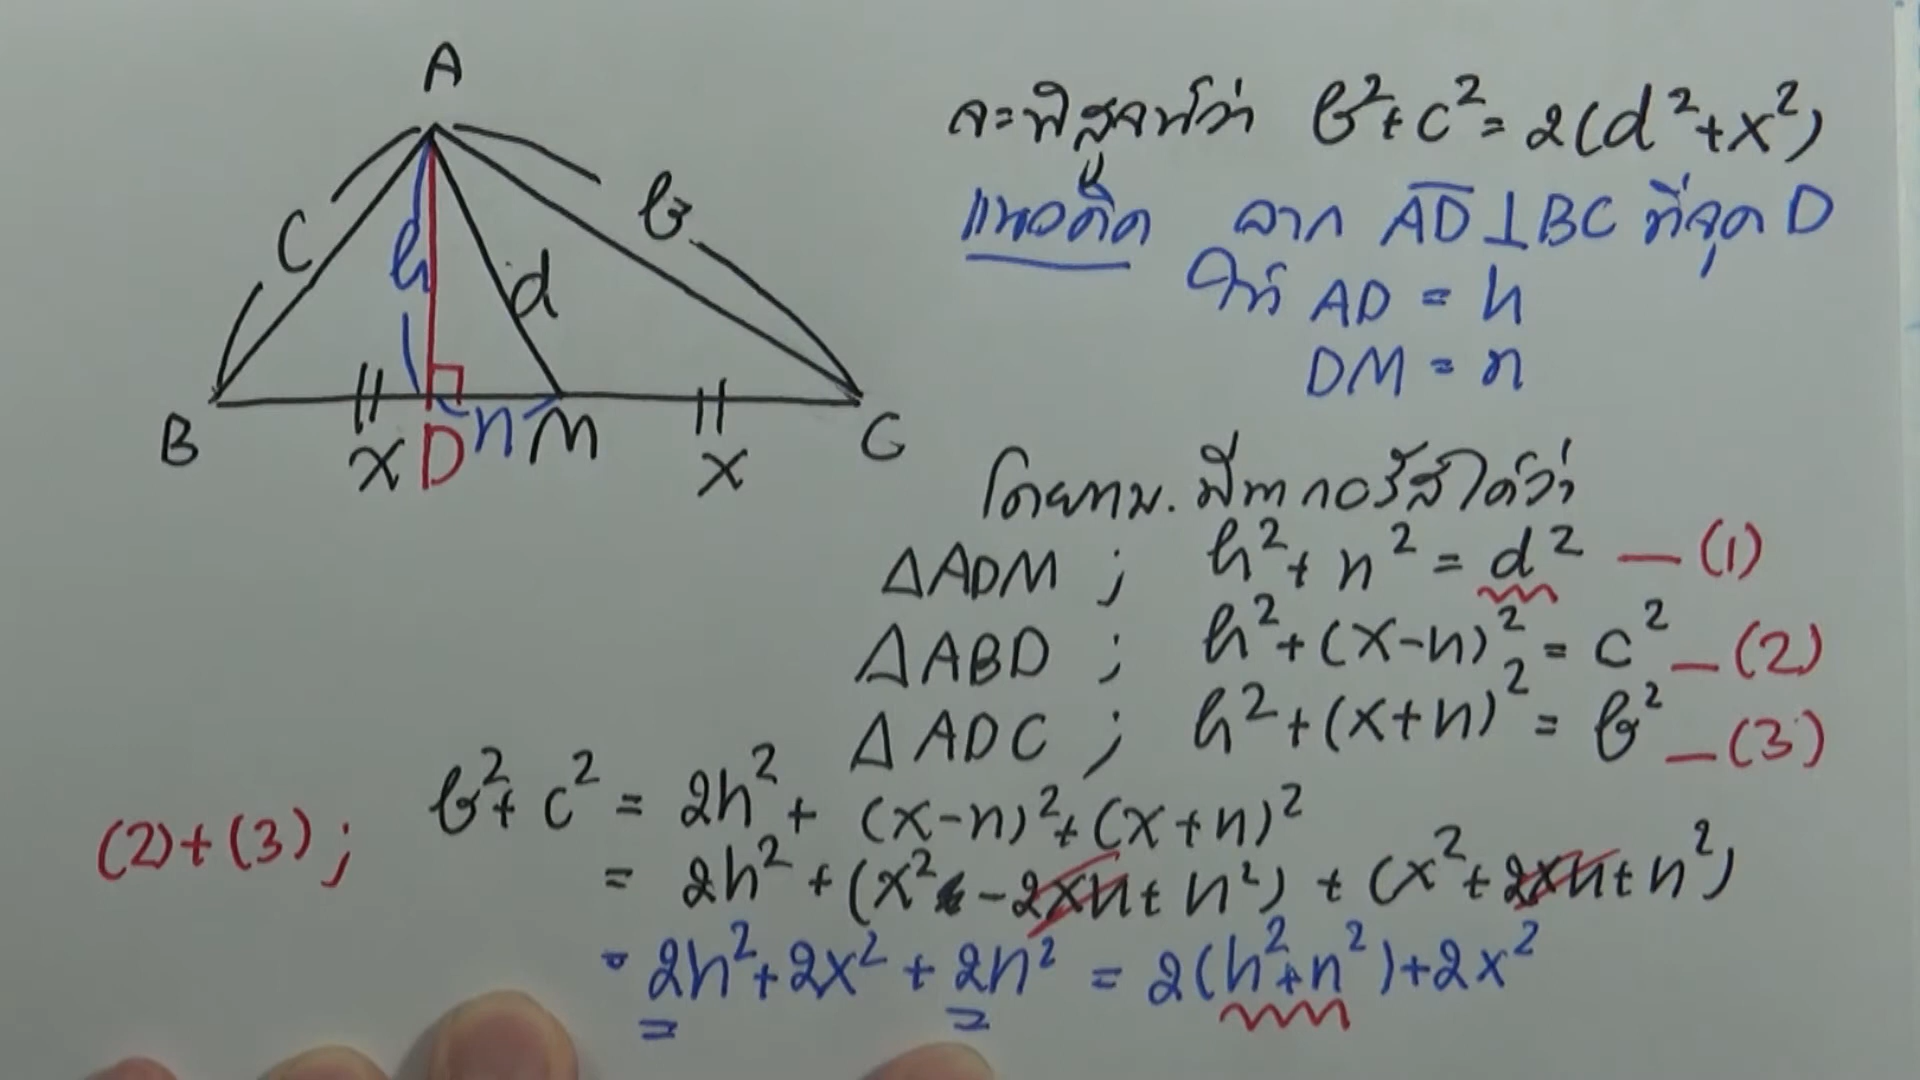 A
C
h
d
b
B
x
D
n
M
x
C
จะพิสูจน์ว่า b²+c² = 2(d²+x²)
แนวคิด ลาก AD⊥BC ที่จุด D
ให้ AD = h
DM = n
โดยทบ. พีทาโกรัสได้ว่า
△ADM ; h²+n² = d² — (1)
△ABD ; h²+(x-n)² = c² — (2)
△ADC ; h²+(x+n)² = b² — (3)
(2)+(3) ; b²+c² = 2h² + (x-n)²+(x+n)²
= 2h² + (x² - 2xn + n²) + (x² + 2xn + n²)
= 2h² + 2x² + 2n² = 2(h²+n²)+2x²